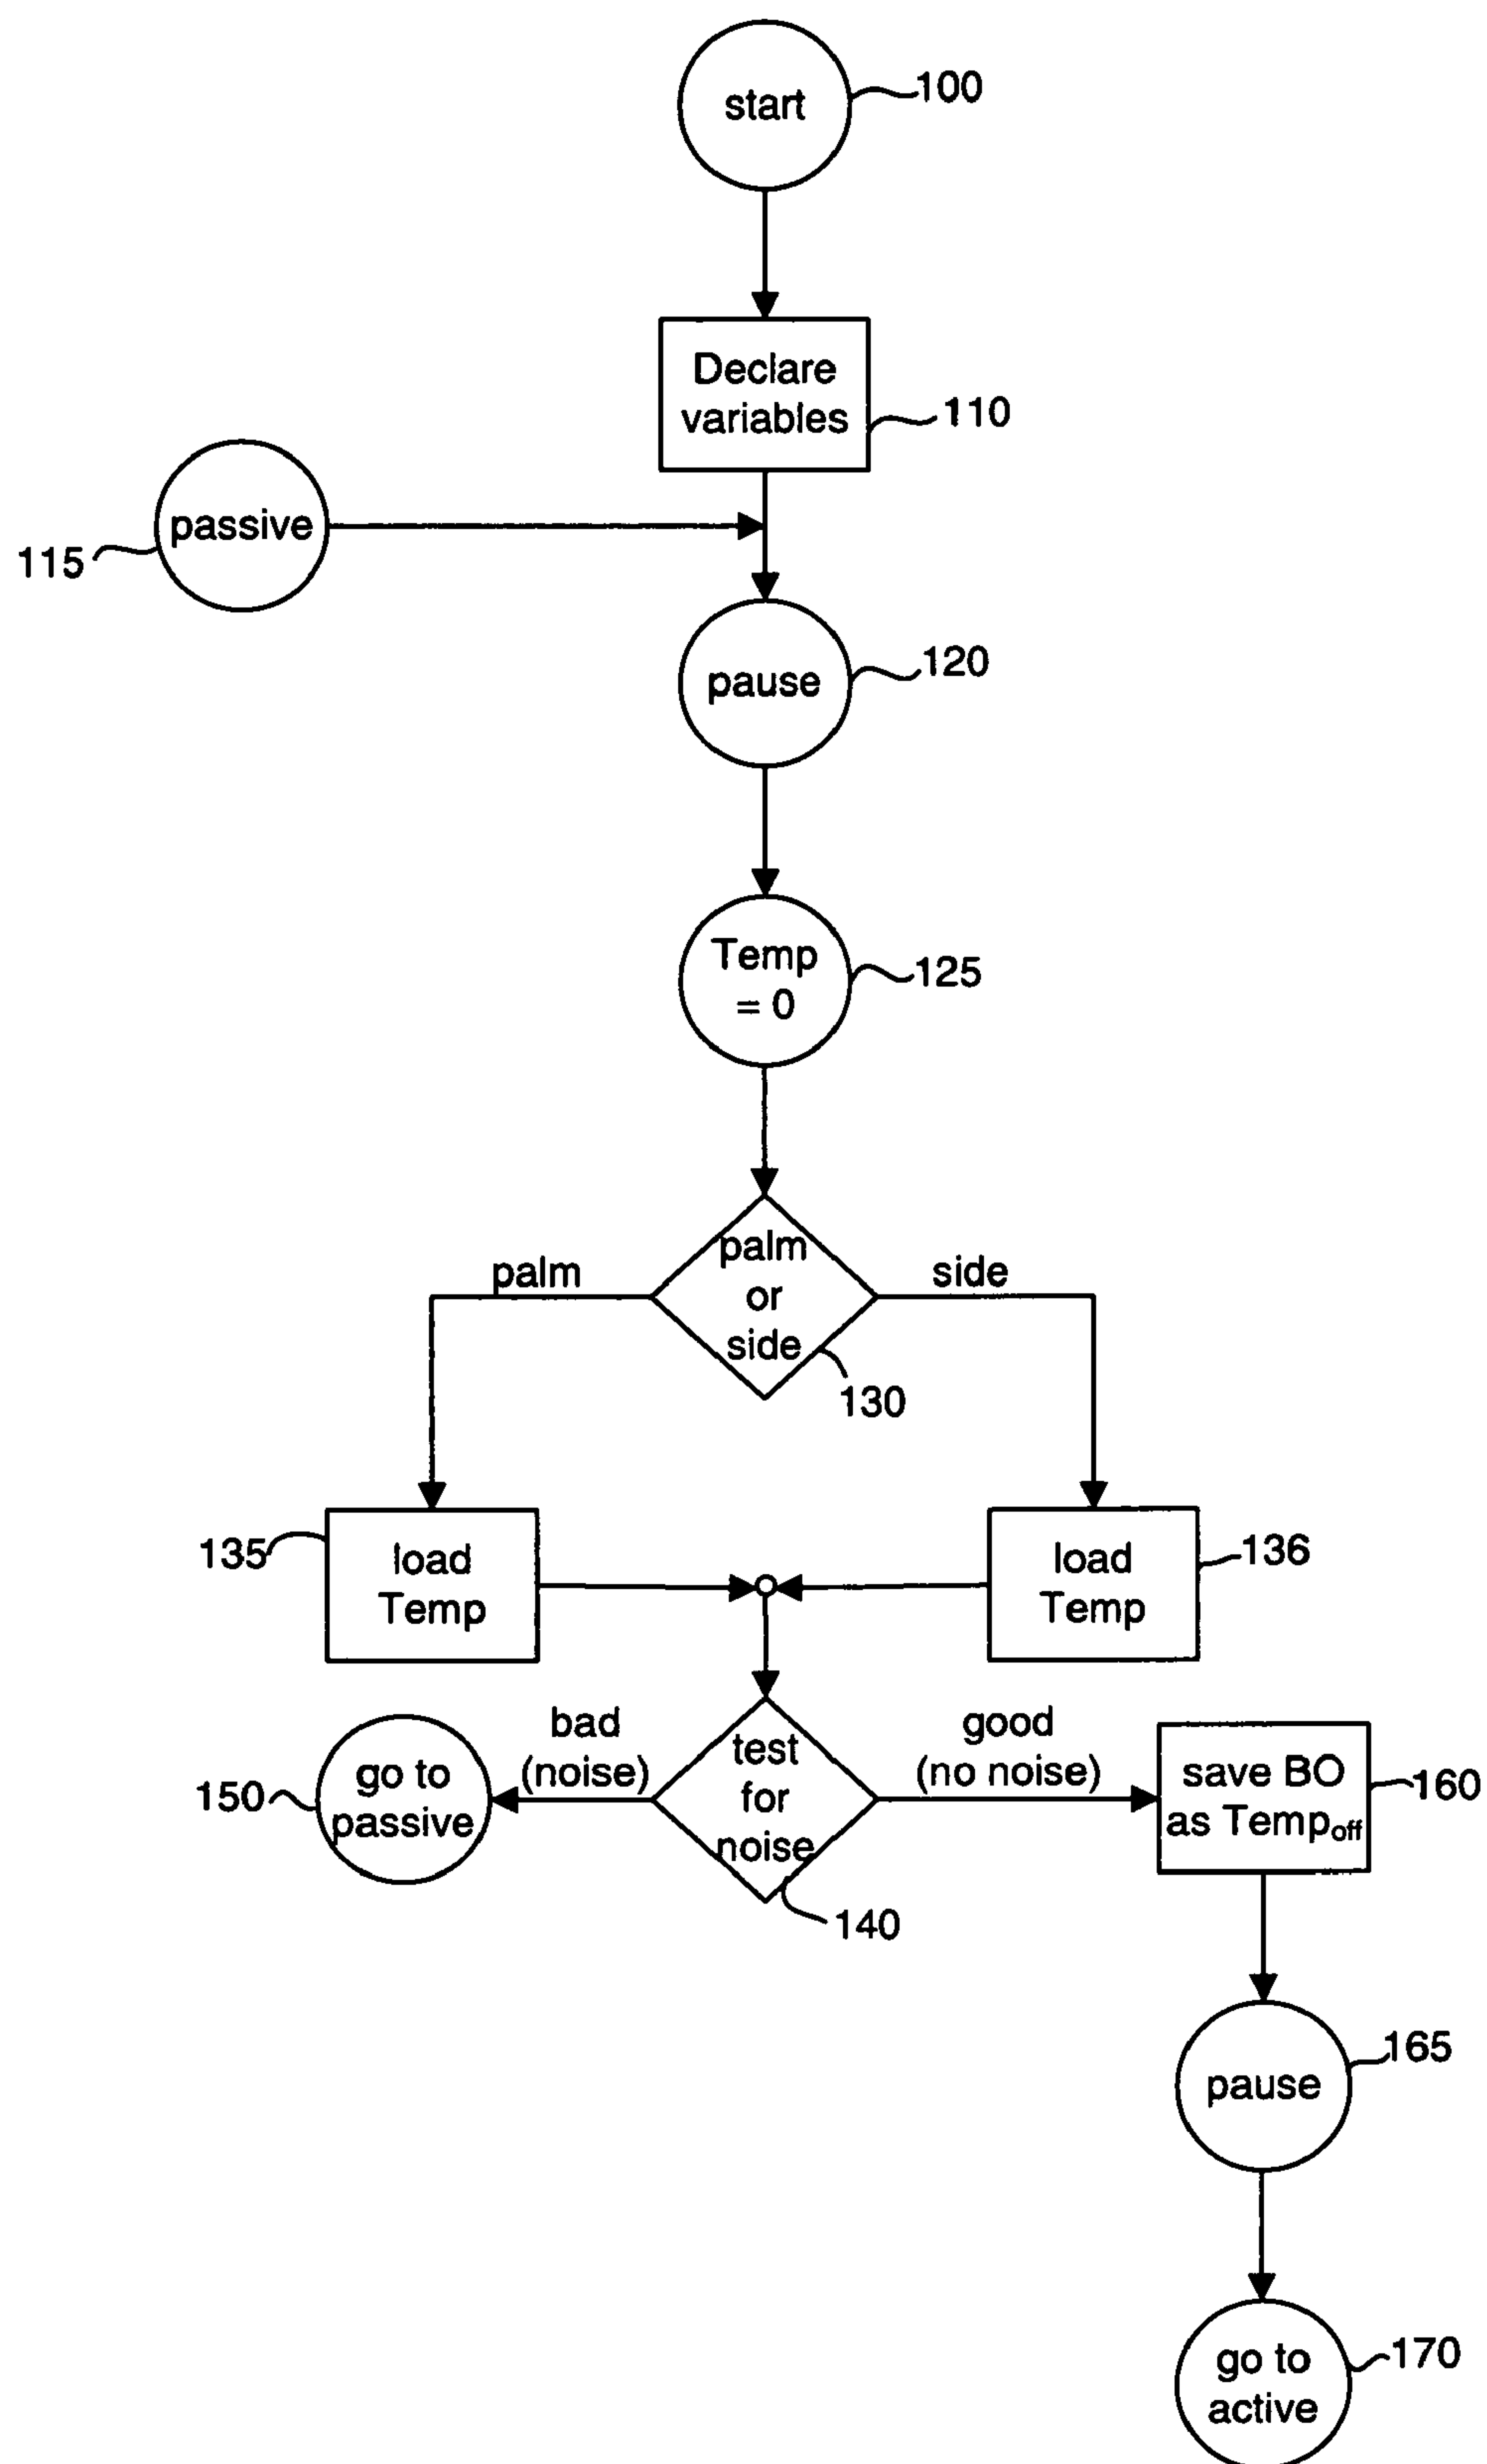 start
100
Declare
variables
110
passive
115
pause
120
Temp
= 0
125
palm
palm
or
side
side
130
135
load
Temp
load
Temp
136
bad
(noise)
test
for
noise
good
(no noise)
150
go to
passive
140
save BO
as Tempoff
160
pause
165
go to
active
170